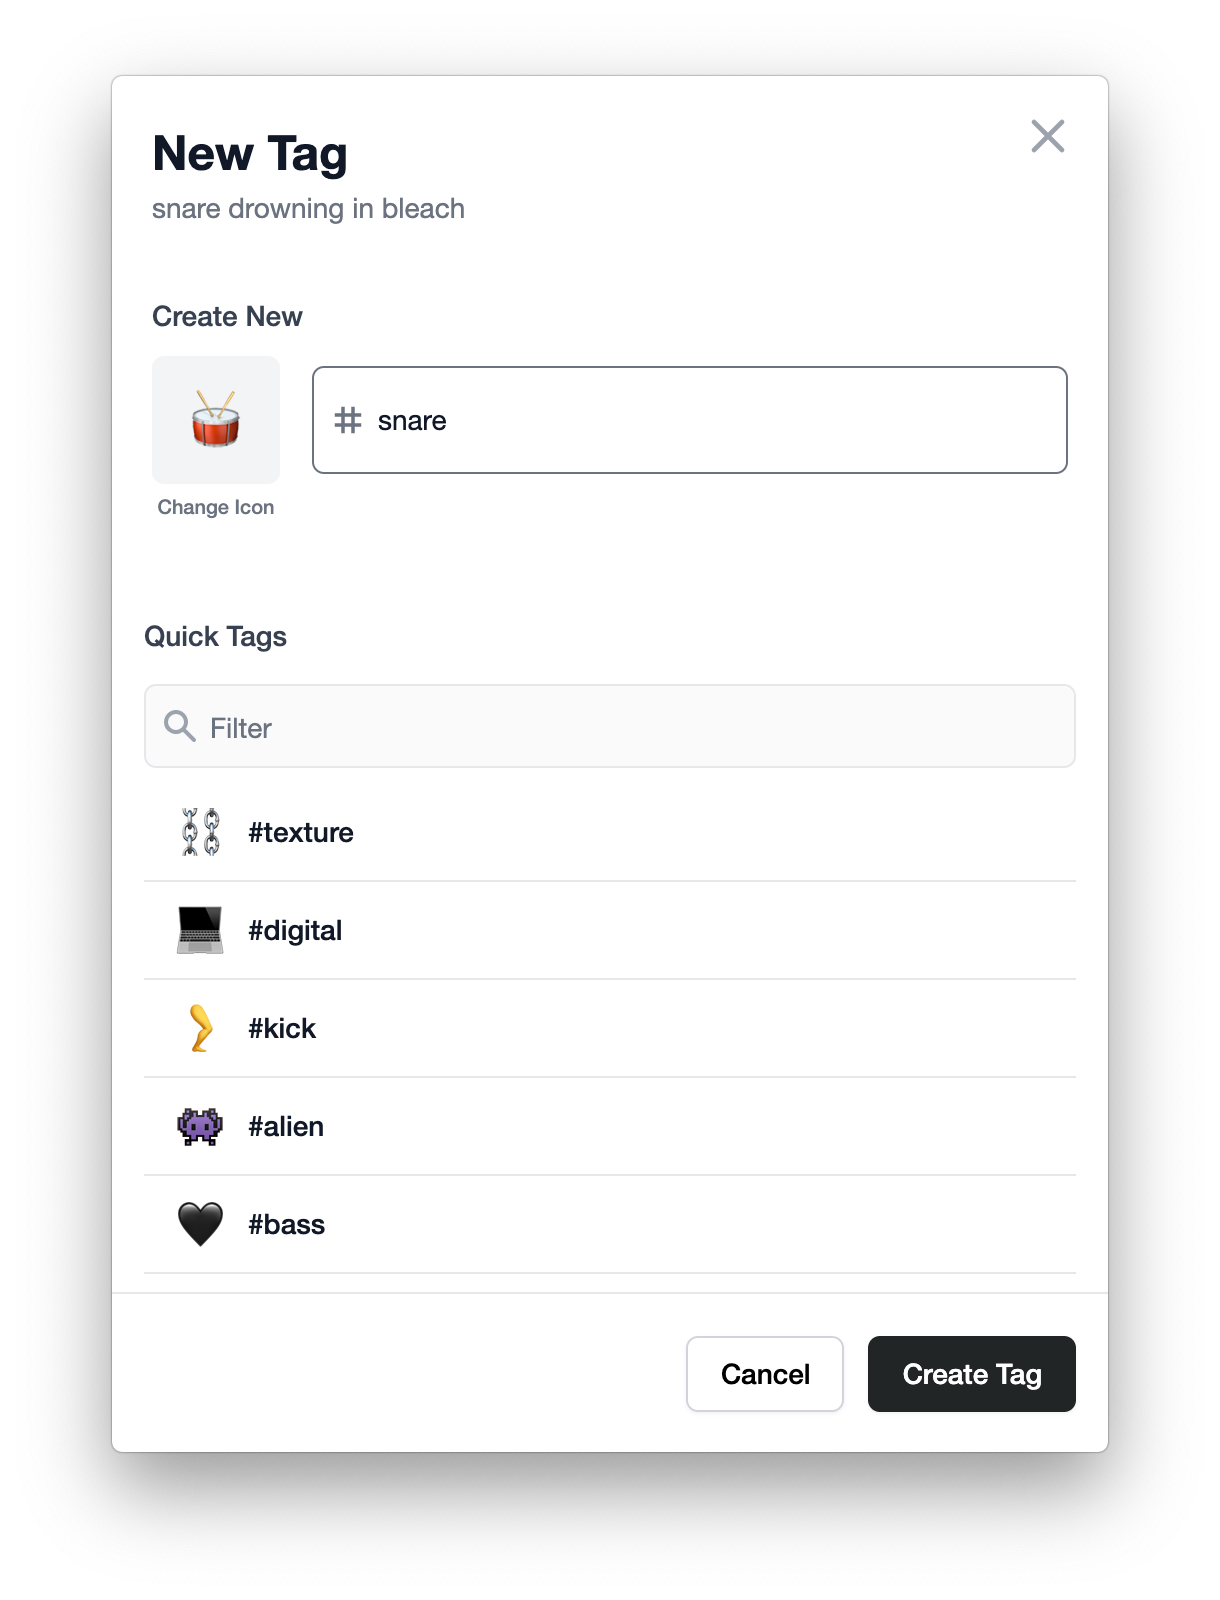 New Tag
snare drowning in bleach
Create New
# snare
Change Icon
Quick Tags
Filter
#texture
#digital
#kick
#alien
#bass
Cancel
Create Tag